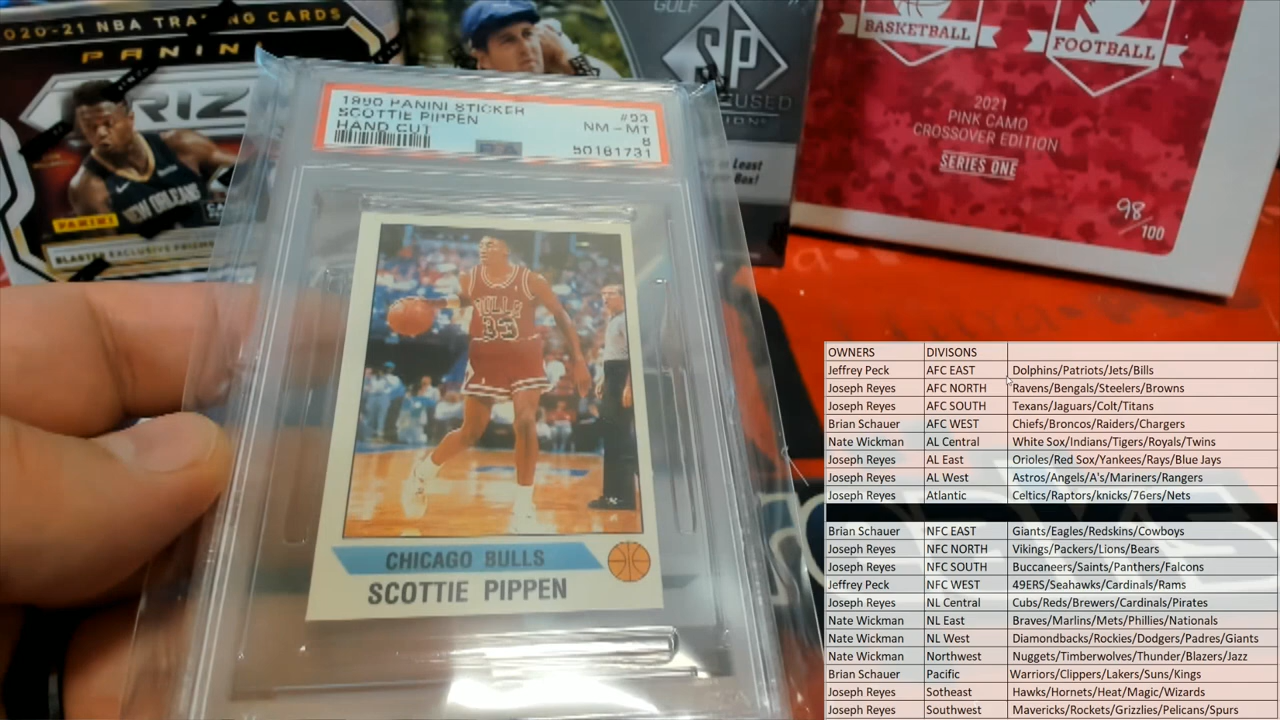 2020-21 NBA TRADING CARDS
PANINI
PRIZ
NEW ORLEANS
PANINI
BLASTER EXCLUSIVE
GOLF
SP
BASKETBALL
FOOTBALL
2021
PINK CAMO
CROSSOVER EDITION
SERIES ONE
98
/100
1990 PANINI STICKER #93
SCOTTIE PIPPEN NM-MT
HAND CUT 8
50161731
BULLS
33
CHICAGO BULLS
SCOTTIE PIPPEN
OWNERS DIVISONS
Jeffrey Peck AFC EAST Dolphins/Patriots/Jets/Bills
Joseph Reyes AFC NORTH Ravens/Bengals/Steelers/Browns
Joseph Reyes AFC SOUTH Texans/Jaguars/Colt/Titans
Brian Schauer AFC WEST Chiefs/Broncos/Raiders/Chargers
Nate Wickman AL Central White Sox/Indians/Tigers/Royals/Twins
Joseph Reyes AL East Orioles/Red Sox/Yankees/Rays/Blue Jays
Joseph Reyes AL West Astros/Angels/A's/Mariners/Rangers
Joseph Reyes Atlantic Celtics/Raptors/knicks/76ers/Nets
Brian Schauer NFC EAST Giants/Eagles/Redskins/Cowboys
Joseph Reyes NFC NORTH Vikings/Packers/Lions/Bears
Joseph Reyes NFC SOUTH Buccaneers/Saints/Panthers/Falcons
Jeffrey Peck NFC WEST 49ERS/Seahawks/Cardinals/Rams
Joseph Reyes NL Central Cubs/Reds/Brewers/Cardinals/Pirates
Nate Wickman NL East Braves/Marlins/Mets/Phillies/Nationals
Nate Wickman NL West Diamondbacks/Rockies/Dodgers/Padres/Giants
Nate Wickman Northwest Nuggets/Timberwolves/Thunder/Blazers/Jazz
Brian Schauer Pacific Warriors/Clippers/Lakers/Suns/Kings
Joseph Reyes Sotheast Hawks/Hornets/Heat/Magic/Wizards
Joseph Reyes Southwest Mavericks/Rockets/Grizzlies/Pelicans/Spurs